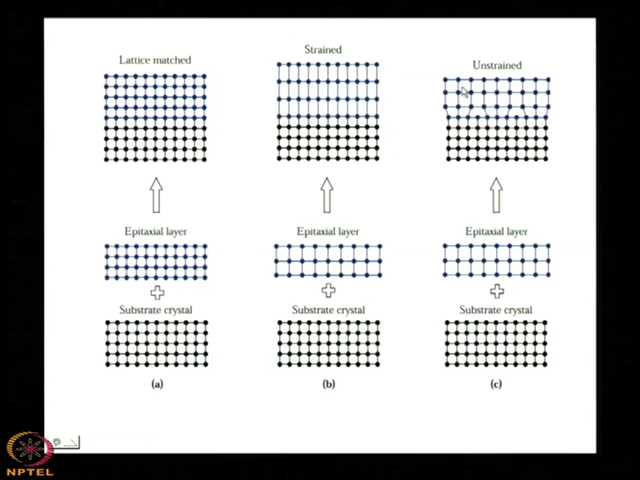 Lattice matched
Strained
Unstrained
Epitaxial layer
Epitaxial layer
Epitaxial layer
Substrate crystal
Substrate crystal
Substrate crystal
(a)
(b)
(c)
NPTEL